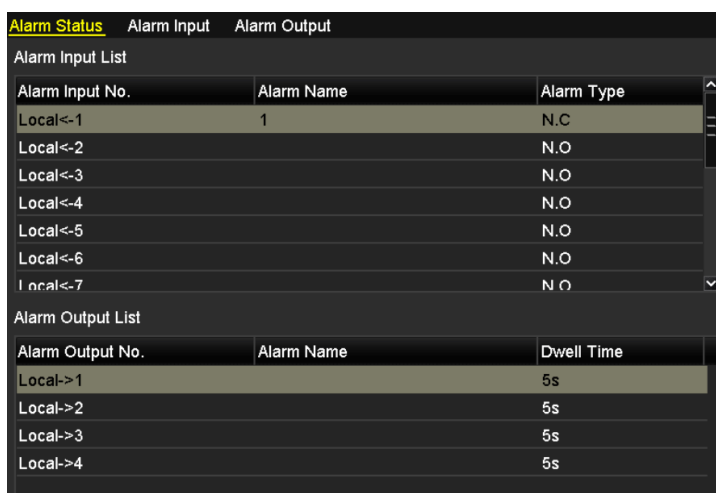 Alarm Status Alarm Input Alarm Output
Alarm Input List
Alarm Input No. Alarm Name Alarm Type
Local<-1 1 N.C
Local<-2 N.O
Local<-3 N.O
Local<-4 N.O
Local<-5 N.O
Local<-6 N.O
Local<-7 N.O
Alarm Output List
Alarm Output No. Alarm Name Dwell Time
Local->1 5s
Local->2 5s
Local->3 5s
Local->4 5s